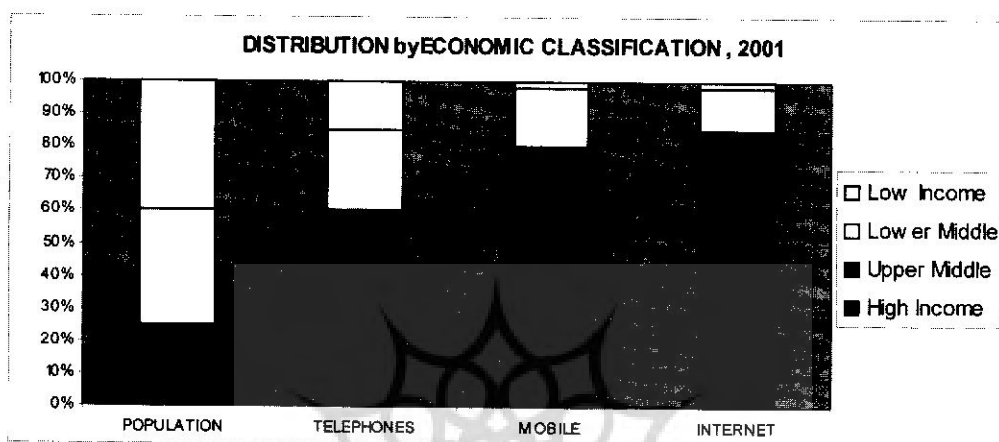 DISTRIBUTION byECONOMIC CLASSIFICATION , 2001
100%
90%
80%
70%
60%
50%
40%
30%
20%
10%
0%
POPULATION
TELEPHONES
MOBILE
INTERNET
Low Income
Low er Middle
Upper Middle
High Income